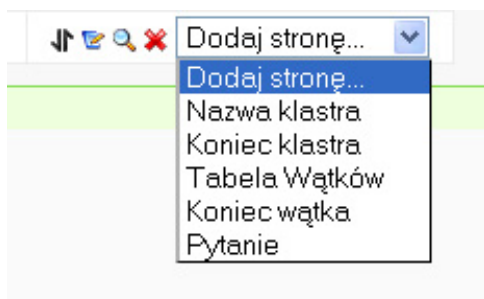 Dodaj stronę...
Dodaj stronę...
Nazwa klastra
Koniec klastra
Tabela Wątków
Koniec wątka
Pytanie